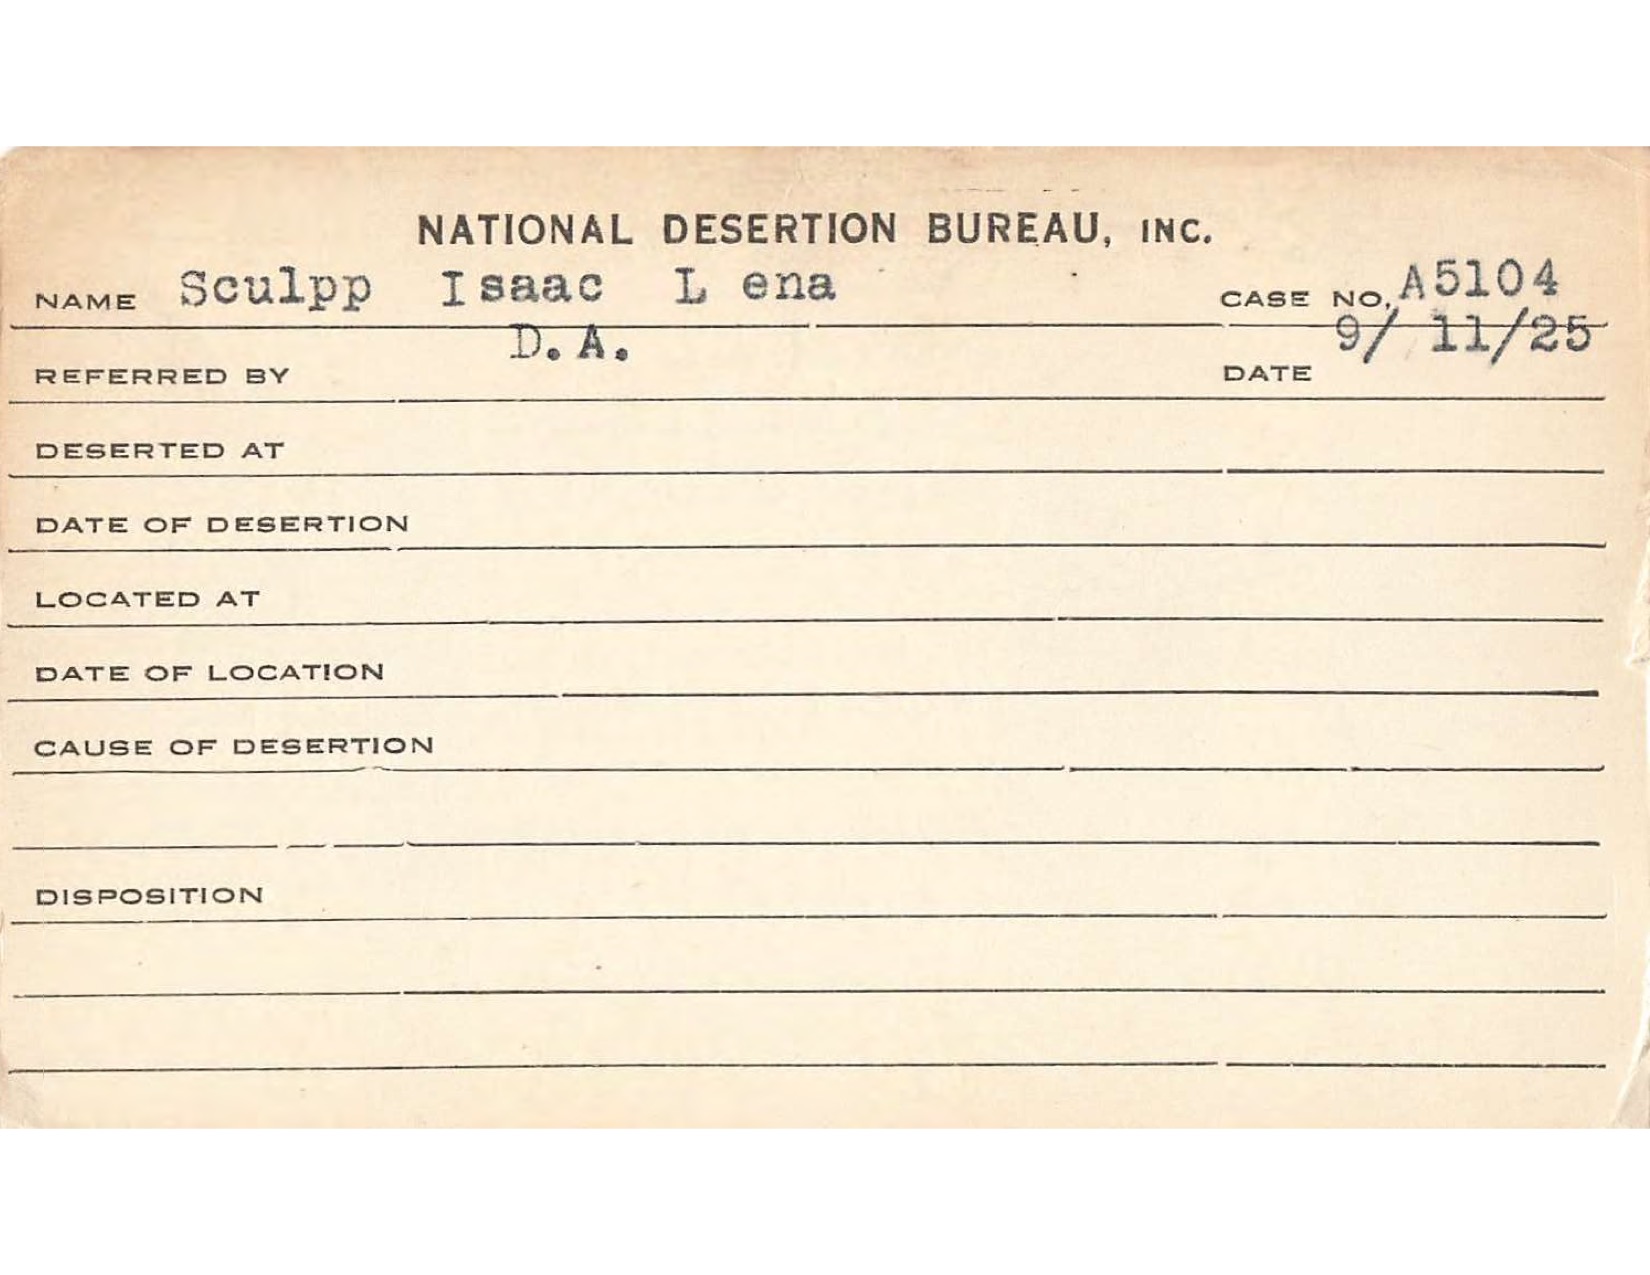 NATIONAL DESERTION BUREAU, INC.
NAME Sculpp Isaac L ena CASE NO. A5104
REFERRED BY D. A. DATE 9/ 11/25
DESERTED AT
DATE OF DESERTION
LOCATED AT
DATE OF LOCATION
CAUSE OF DESERTION
DISPOSITION